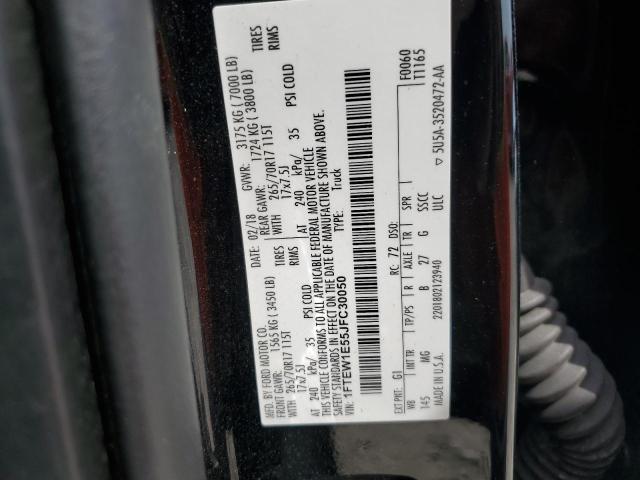 MFD. BY FORD MOTOR CO.
DATE: 02/18 GVWR: 3175 KG ( 7000 LB)
FRONT GAWR: 1565 KG ( 3450 LB) REAR GAWR: 1724 KG ( 3800 LB)
WITH 265/70R17 115T TIRES WITH 265/70R17 115T TIRES
17x7.5J RIMS 17x7.5J RIMS
AT 240 kPa/ 35 PSI COLD AT 240 kPa/ 35 PSI COLD
THIS VEHICLE CONFORMS TO ALL APPLICABLE FEDERAL MOTOR VEHICLE
SAFETY STANDARDS IN EFFECT ON THE DATE OF MANUFACTURE SHOWN ABOVE.
VIN: 1FTEW1E55JFC30050 TYPE: Truck
F0060
EXT PNT: G1 RC: 72 DSO: T1165
WB INT TR TP/PS R AXLE TR SPR
145 MG B 27 G SSCC
MADE IN U.S.A. 2201802123940 ULC ▽ 5U5A-3520472-AA